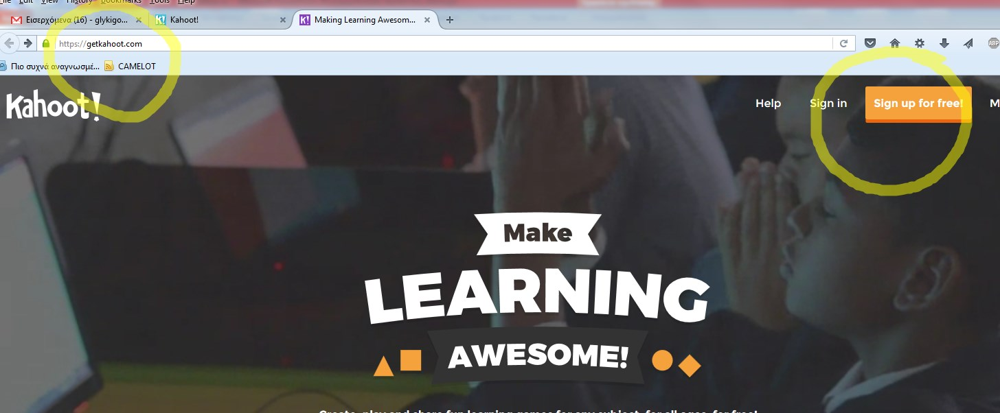 File Edit View History Bookmarks Tools Help
Εισερχόμενα (16) - glykigo...
Kahoot!
Making Learning Awesom...
https://getkahoot.com
ABP
Πιο συχνά αναγνωσμέ...
CAMELOT
Kahoot!
Help
Sign in
Sign up for free!
M
Make
LEARNING
AWESOME!
Create, play and share fun learning games for any subject, for all ages, for free!